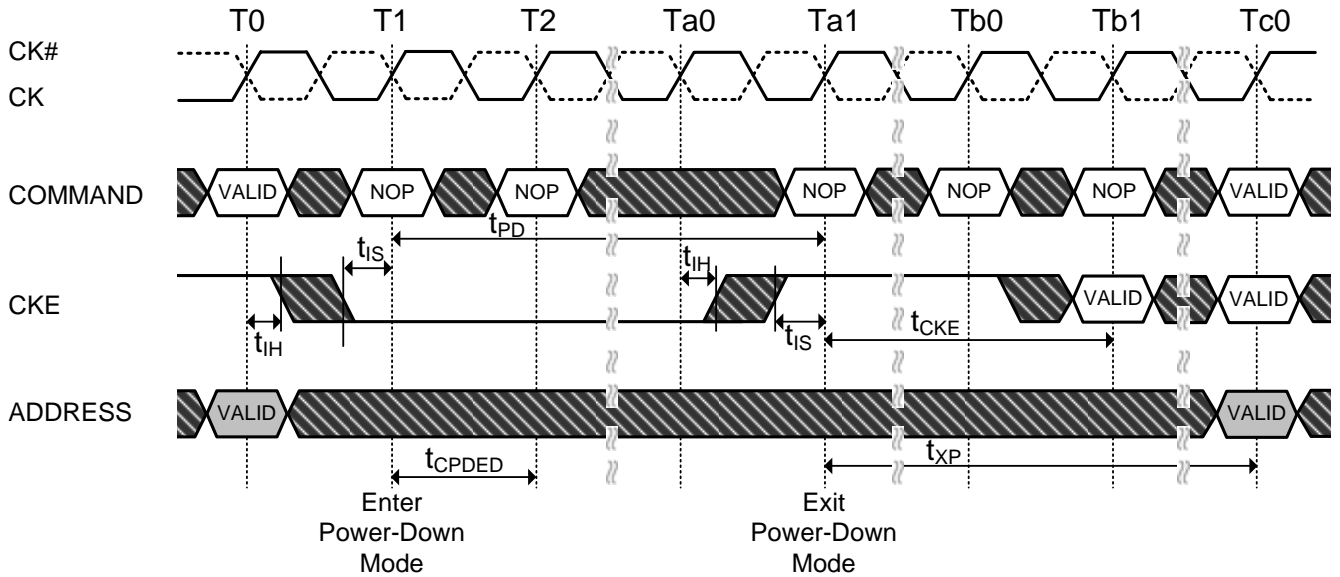 T0 T1 T2 Ta0 Ta1 Tb0 Tb1 Tc0
CK#
CK
COMMAND VALID NOP NOP NOP NOP NOP VALID
tPD
tIS tIH
CKE VALID VALID
tIH tIS tCKE
ADDRESS VALID VALID
tCPDED tXP
Enter Power-Down Mode
Exit Power-Down Mode